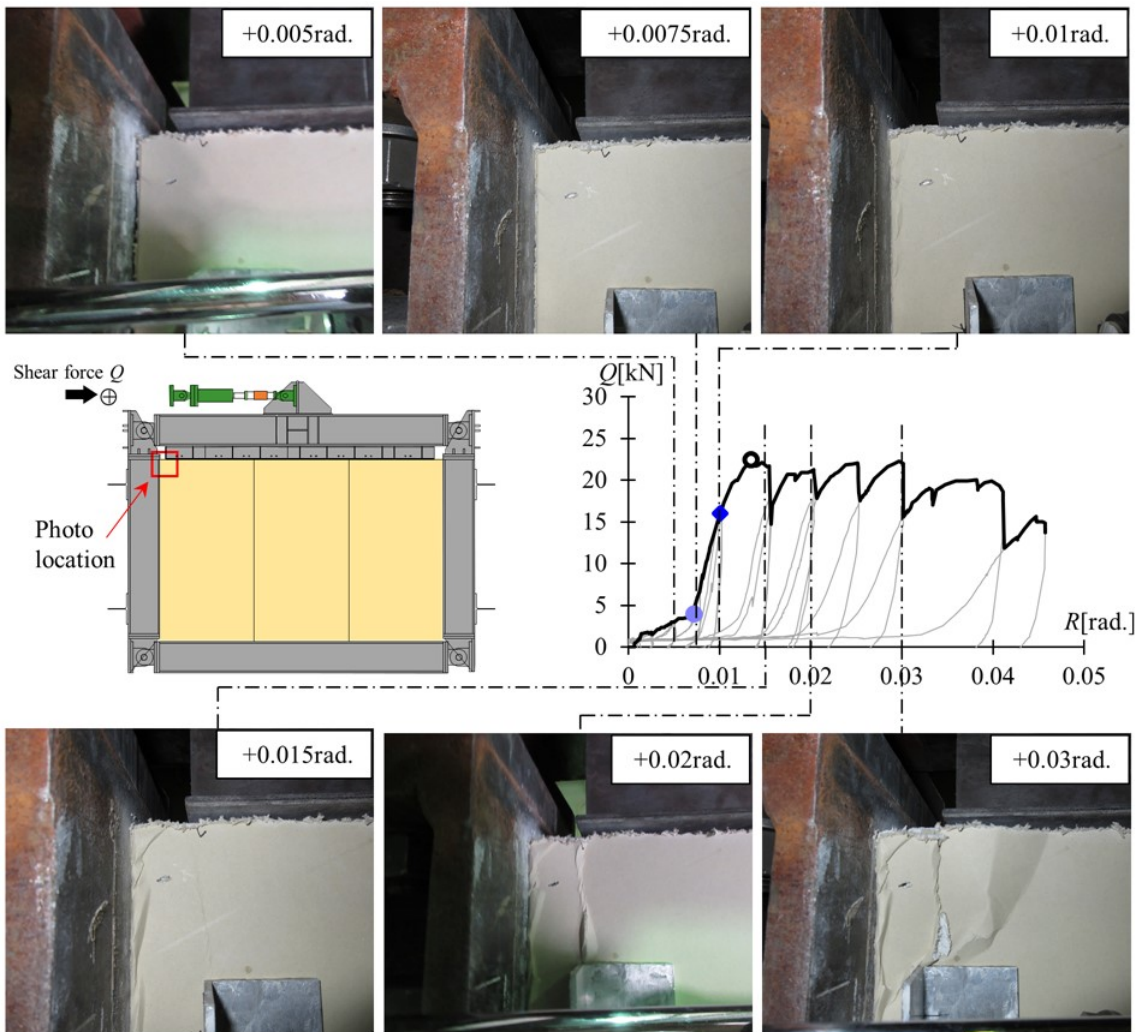 +0.005rad.
+0.0075rad.
+0.01rad.
Shear force Q
Photo
location
Q[kN]
30
25
20
15
10
5
0
R[rad.]
0 0.01 0.02 0.03 0.04 0.05
+0.015rad.
+0.02rad.
+0.03rad.